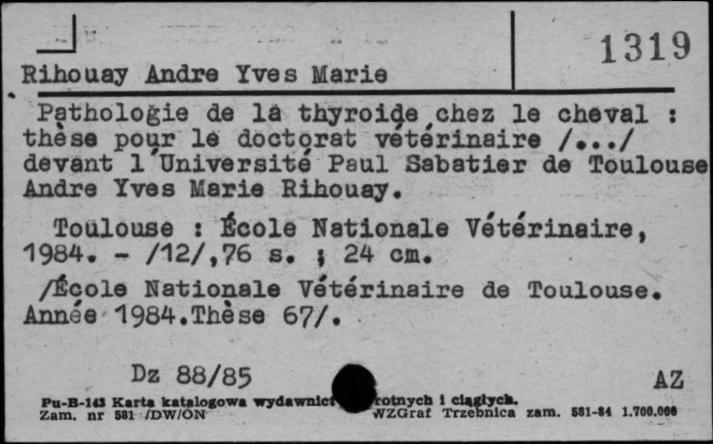 1319
Rihouay Andre Yves Marie
Pathologie de la thyroide chez le cheval :
thèse pour le doctorat vétérinaire /.../
devant l'Université Paul Sabatier de Toulouse
Andre Yves Marie Rihouay.
Toulouse : École Nationale Vétérinaire,
1984. - /12/,76 s. ; 24 cm.
/École Nationale Vétérinaire de Toulouse.
Année 1984.Thèse 67/.
Dz 88/85
AZ
Pu-B-143 Karta katalogowa wydawnict rotnych i ciągłych.
Zam. nr 581 /DW/ON WZGraf Trzebnica zam. 581-84 1.700.000